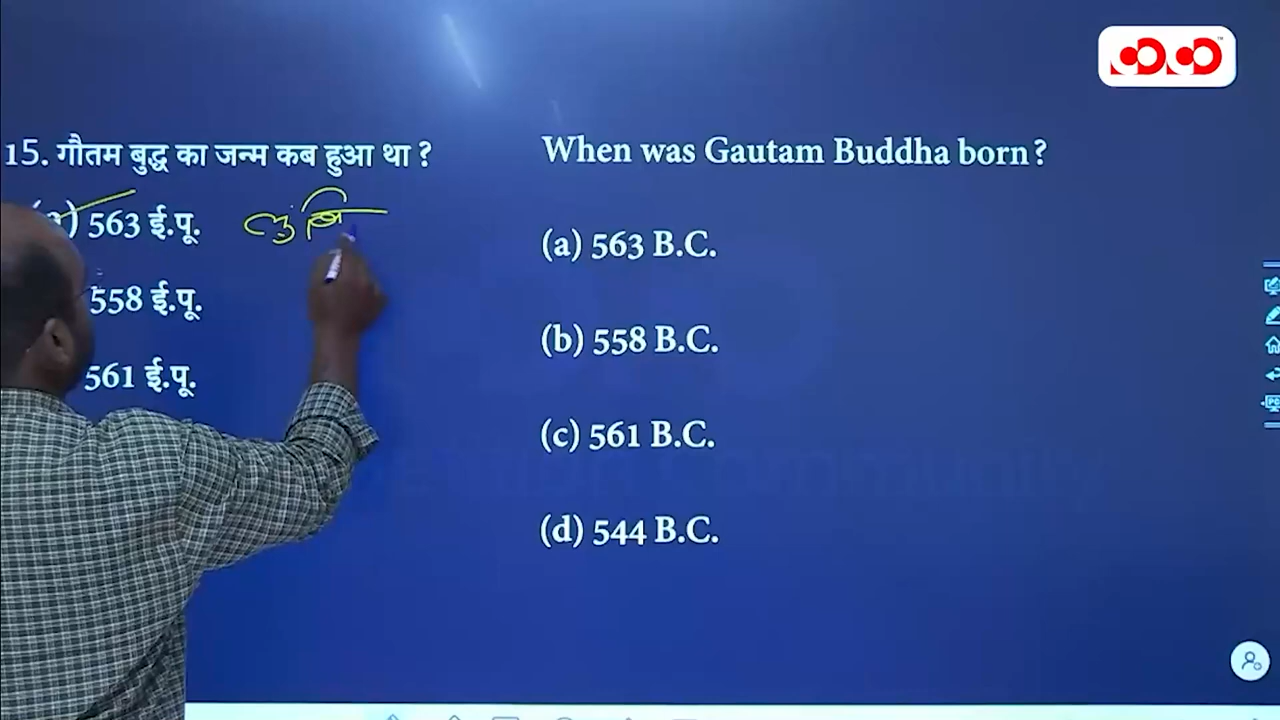 15. गौतम बुद्ध का जन्म कब हुआ था ?
563 ई.पू.
558 ई.पू.
561 ई.पू.
When was Gautam Buddha born?
(a) 563 B.C.
(b) 558 B.C.
(c) 561 B.C.
(d) 544 B.C.